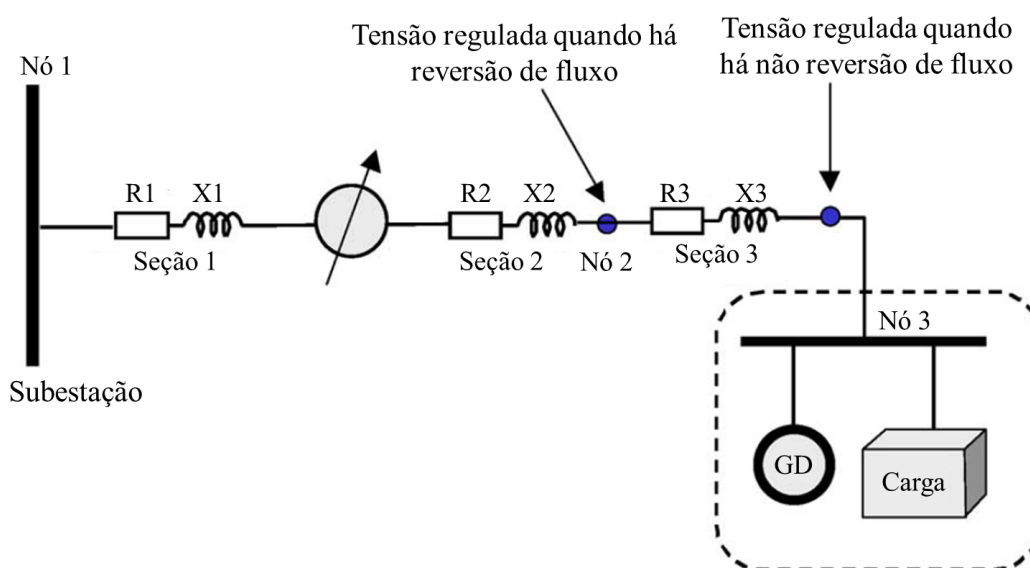 Tensão regulada quando há
reversão de fluxo
Tensão regulada quando
há não reversão de fluxo
Nó 1
R1
X1
R2
X2
R3
X3
Seção 1
Seção 2
Nó 2
Seção 3
Nó 3
Subestação
GD
Carga